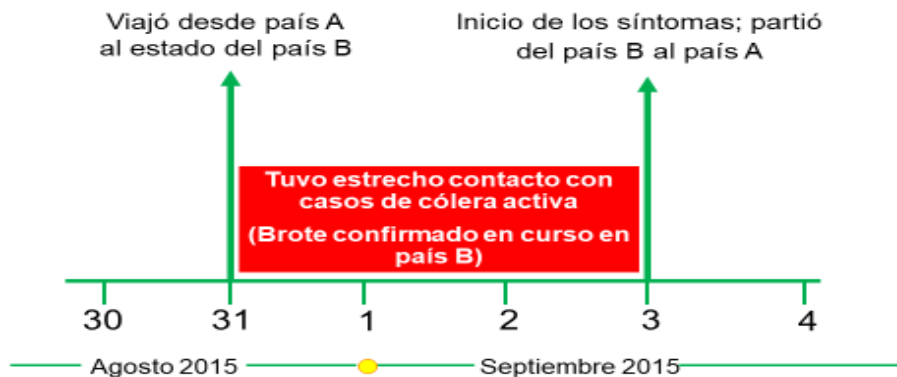 Viajó desde país A
al estado del país B
Inicio de los síntomas; partió
del país B al país A
Tuvo estrecho contacto con
casos de cólera activa
(Brote confirmado en curso en
país B)
30 31 1 2 3 4
Agosto 2015 Septiembre 2015